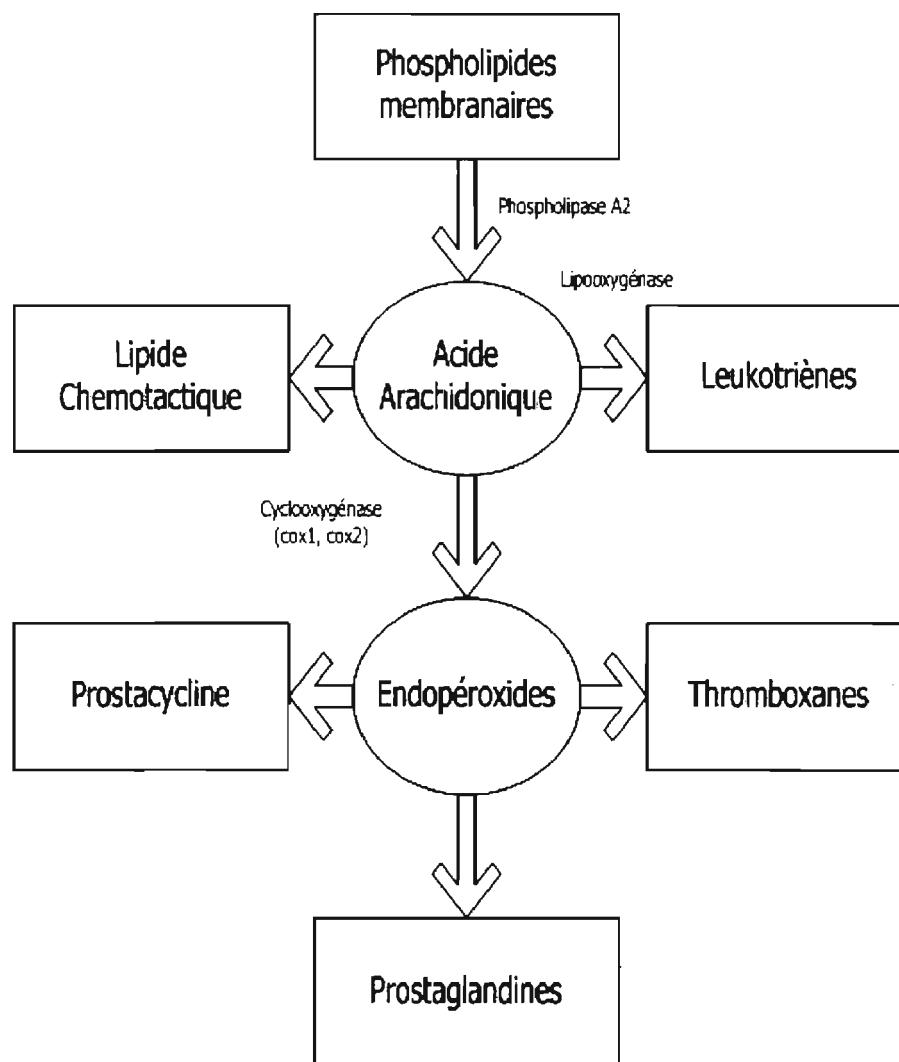 Phospholipides
membranaires
Phospholipase A2
Lipooxygénase
Lipide
Chemotactique
Acide
Arachidonique
Leukotriènes
Cyclooxygénase
(cox1, cox2)
Prostacycline
Endopéroxides
Thromboxanes
Prostaglandines